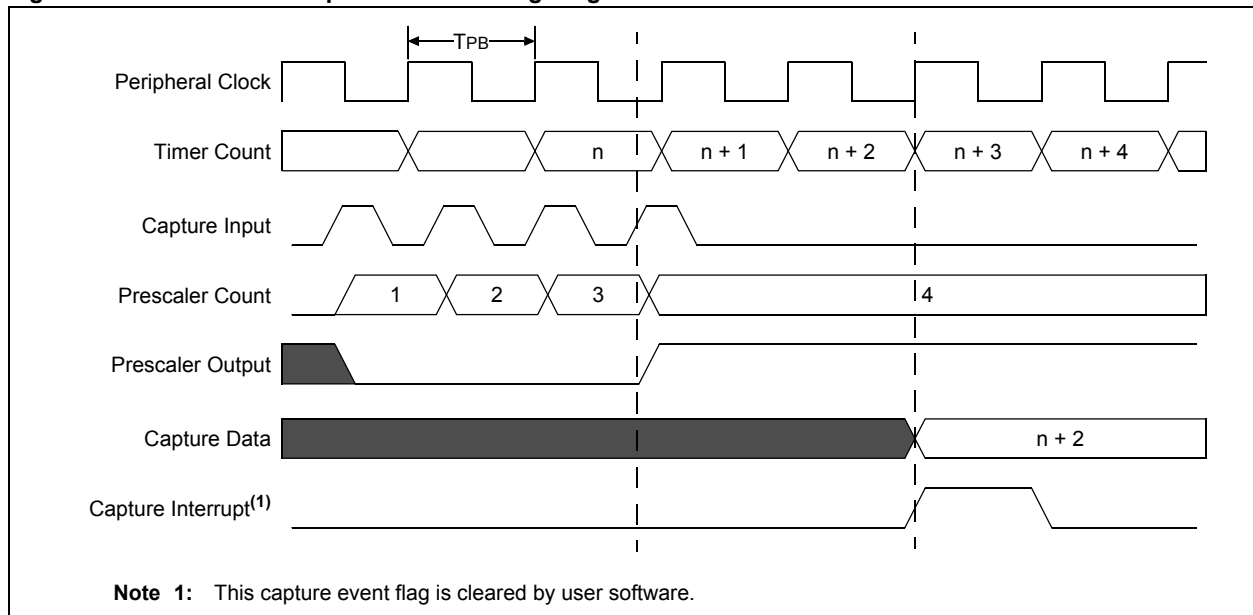 TPB
Peripheral Clock
Timer Count n n + 1 n + 2 n + 3 n + 4
Capture Input
Prescaler Count 1 2 3 4
Prescaler Output
Capture Data n + 2
Capture Interrupt(1)
Note 1: This capture event flag is cleared by user software.